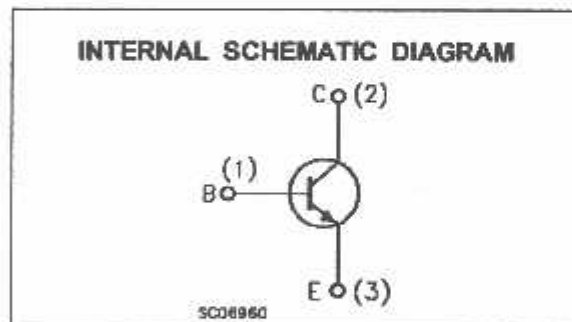 INTERNAL SCHEMATIC DIAGRAM
C (2)
(1)
B
E (3)
SC06960